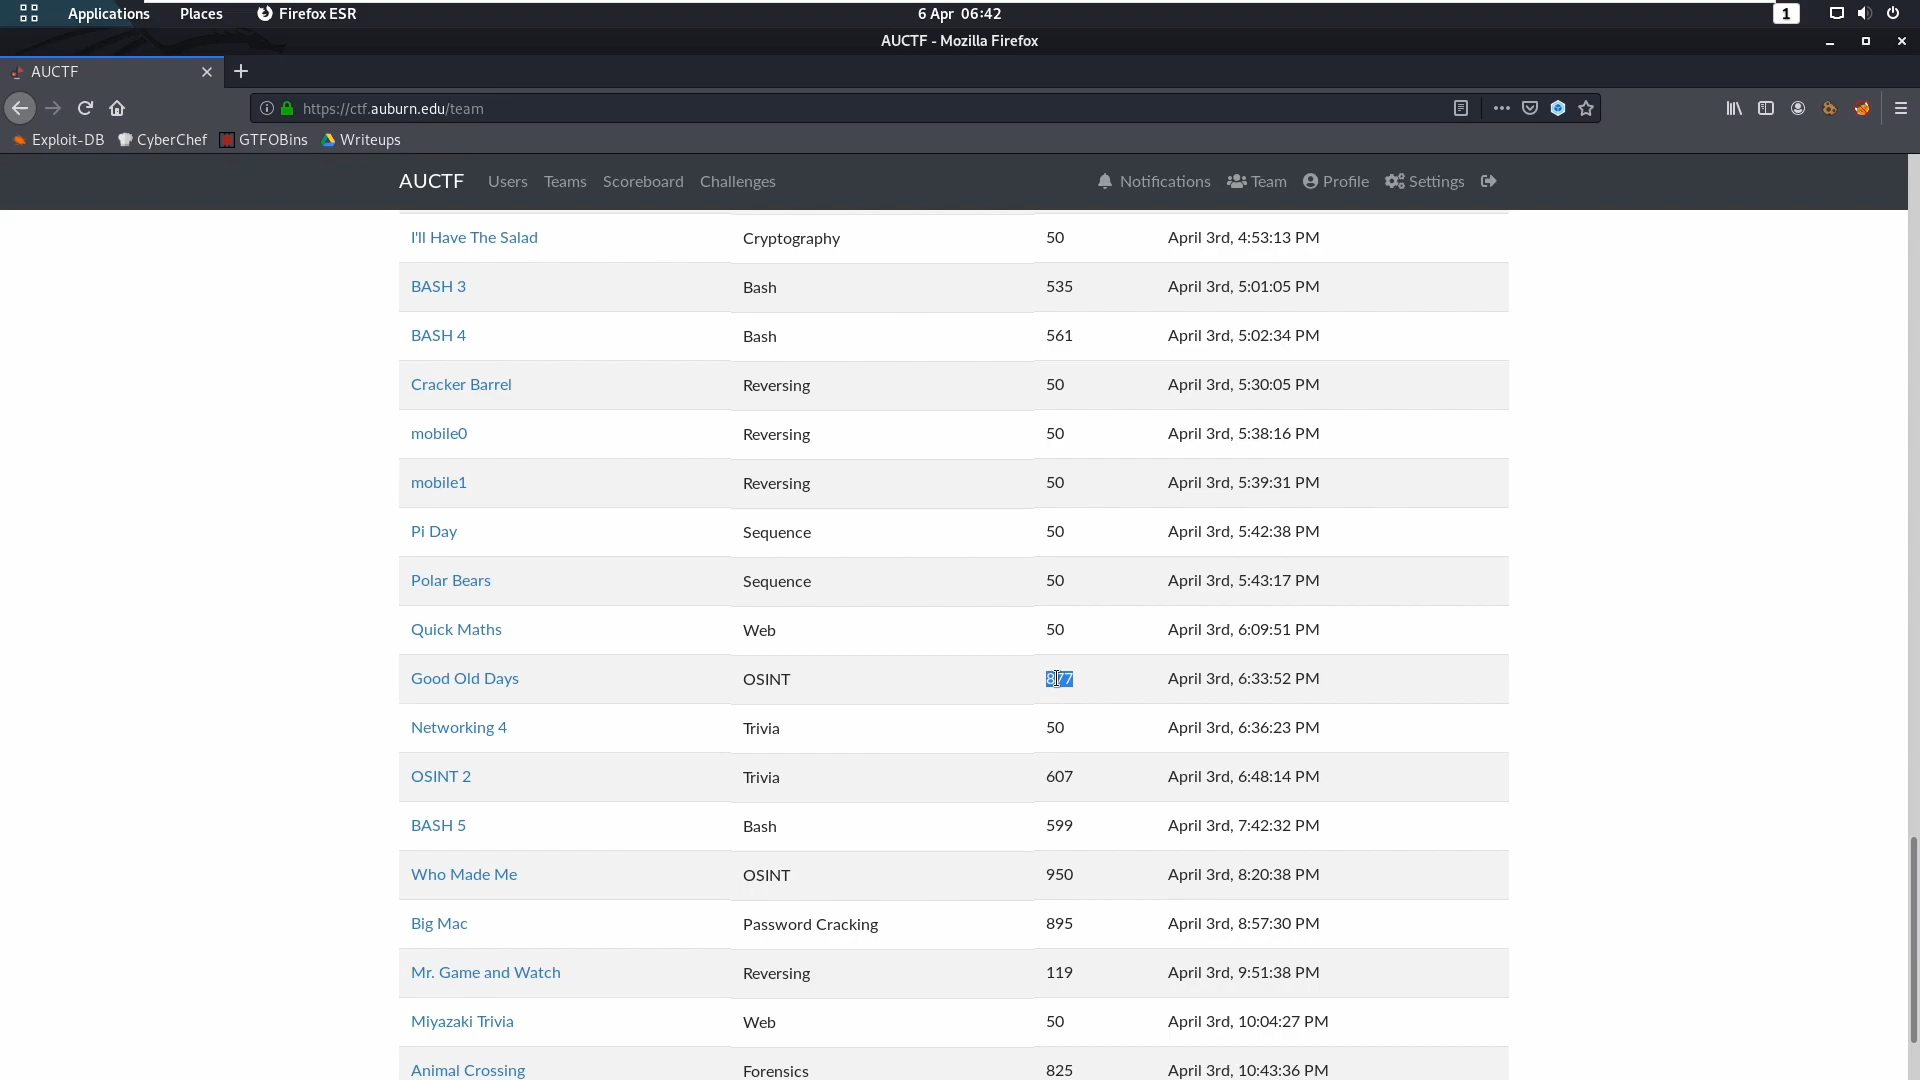 Applications Places Firefox ESR 6 Apr 06:42 1
AUCTF - Mozilla Firefox
AUCTF
https://ctf.auburn.edu/team
Exploit-DB CyberChef GTFOBins Writeups
AUCTF Users Teams Scoreboard Challenges Notifications Team Profile Settings
I'll Have The Salad Cryptography 50 April 3rd, 4:53:13 PM
BASH 3 Bash 535 April 3rd, 5:01:05 PM
BASH 4 Bash 561 April 3rd, 5:02:34 PM
Cracker Barrel Reversing 50 April 3rd, 5:30:05 PM
mobile0 Reversing 50 April 3rd, 5:38:16 PM
mobile1 Reversing 50 April 3rd, 5:39:31 PM
Pi Day Sequence 50 April 3rd, 5:42:38 PM
Polar Bears Sequence 50 April 3rd, 5:43:17 PM
Quick Maths Web 50 April 3rd, 6:09:51 PM
Good Old Days OSINT 877 April 3rd, 6:33:52 PM
Networking 4 Trivia 50 April 3rd, 6:36:23 PM
OSINT 2 Trivia 607 April 3rd, 6:48:14 PM
BASH 5 Bash 599 April 3rd, 7:42:32 PM
Who Made Me OSINT 950 April 3rd, 8:20:38 PM
Big Mac Password Cracking 895 April 3rd, 8:57:30 PM
Mr. Game and Watch Reversing 119 April 3rd, 9:51:38 PM
Miyazaki Trivia Web 50 April 3rd, 10:04:27 PM
Animal Crossing Forensics 825 April 3rd, 10:43:36 PM